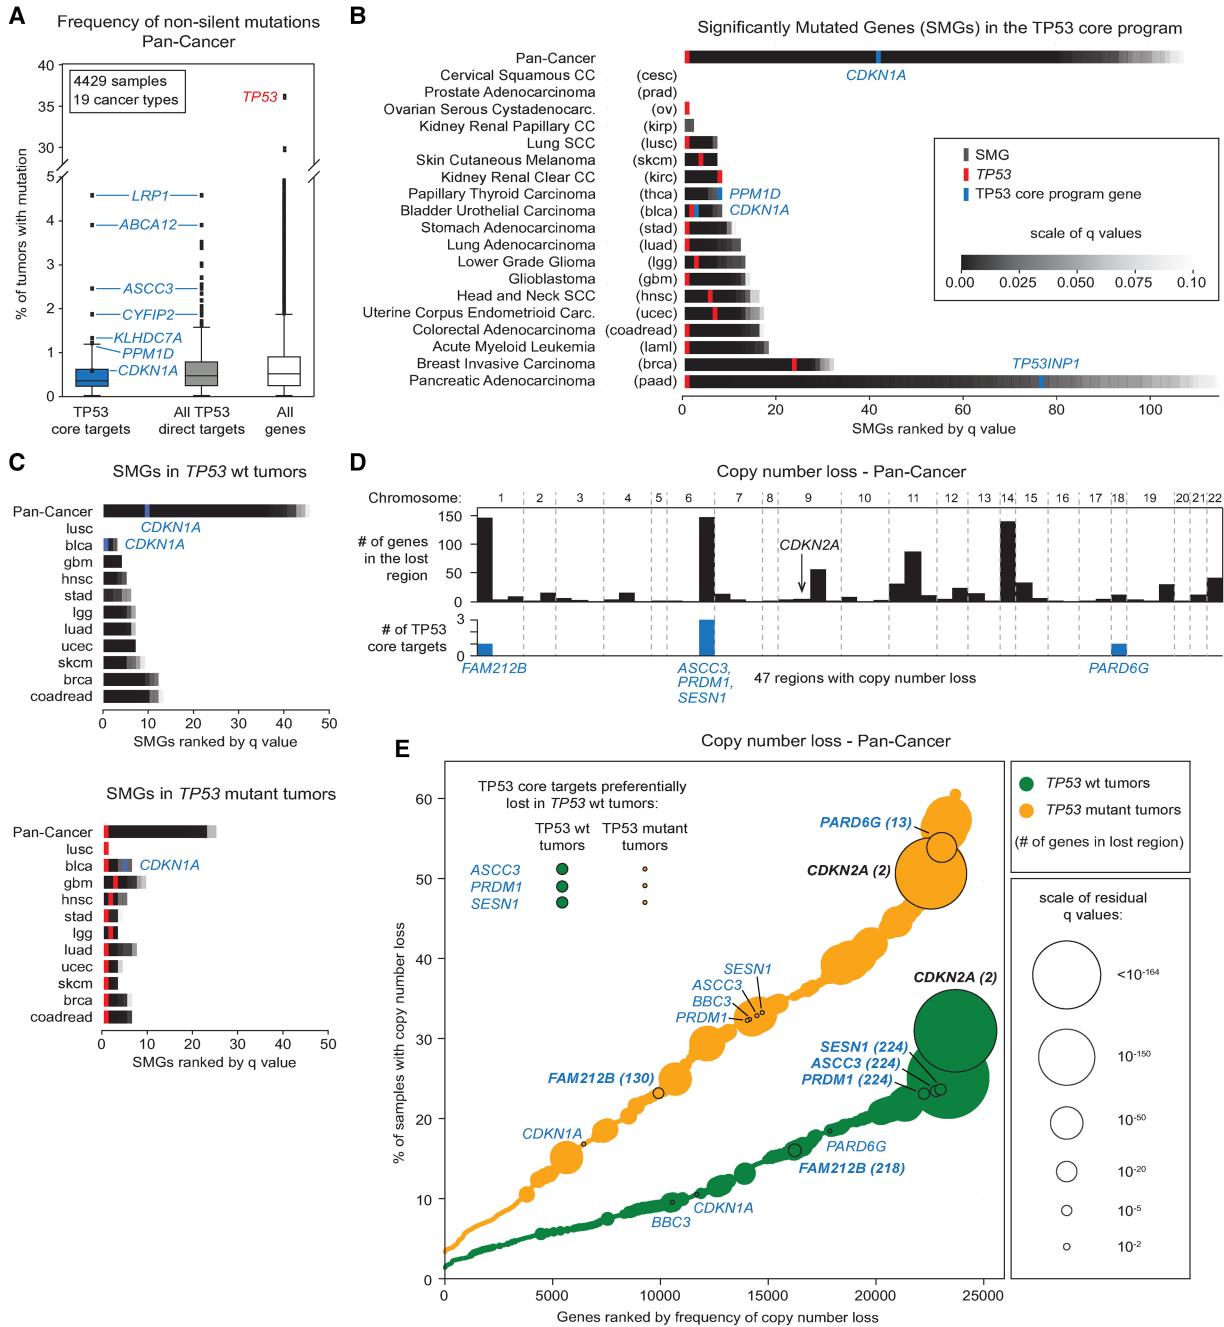 A
Frequency of non-silent mutations
Pan-Cancer
4429 samples
19 cancer types
TP53
LRP1
ABCA12
ASCC3
CYFIP2
KLHDC7A
PPM1D
CDKN1A
40
35
30
5
4
3
2
1
0
% of tumors with mutation
TP53
core targets
All TP53
direct targets
All
genes
B
Significantly Mutated Genes (SMGs) in the TP53 core program
Pan-Cancer
CDKN1A
Cervical Squamous CC (cesc)
Prostate Adenocarcinoma (prad)
Ovarian Serous Cystadenocarc. (ov)
Kidney Renal Papillary CC (kirp)
Lung SCC (lusc)
Skin Cutaneous Melanoma (skcm)
Kidney Renal Clear CC (kirc)
Papillary Thyroid Carcinoma (thca) PPM1D
Bladder Urothelial Carcinoma (blca) CDKN1A
Stomach Adenocarcinoma (stad)
Lung Adenocarcinoma (luad)
Lower Grade Glioma (lgg)
Glioblastoma (gbm)
Head and Neck SCC (hnsc)
Uterine Corpus Endometrioid Carc. (ucec)
Colorectal Adenocarcinoma (coadread)
Acute Myeloid Leukemia (laml)
Breast Invasive Carcinoma (brca) TP53INP1
Pancreatic Adenocarcinoma (paad)
0 20 40 60 80 100
SMGs ranked by q value
SMG
TP53
TP53 core program gene
scale of q values
0.00 0.025 0.050 0.075 0.10
C
SMGs in TP53 wt tumors
Pan-Cancer
CDKN1A
lusc
blca CDKN1A
gbm
hnsc
stad
lgg
luad
ucec
skcm
brca
coadread
0 10 20 30 40 50
SMGs ranked by q value
SMGs in TP53 mutant tumors
Pan-Cancer
lusc
blca CDKN1A
gbm
hnsc
stad
lgg
luad
ucec
skcm
brca
coadread
0 10 20 30 40 50
SMGs ranked by q value
D
Copy number loss - Pan-Cancer
Chromosome: 1 2 3 4 5 6 7 8 9 10 11 12 13 14 15 16 17 18 19 20 21 22
# of genes
in the lost
region
150
100
50
0
CDKN2A
# of TP53
core targets
3
0
FAM212B
ASCC3,
PRDM1,
SESN1
PARD6G
47 regions with copy number loss
E
Copy number loss - Pan-Cancer
TP53 core targets preferentially
lost in TP53 wt tumors:
TP53 wt
tumors
TP53 mutant
tumors
ASCC3
PRDM1
SESN1
PARD6G (13)
CDKN2A (2)
SESN1
ASCC3
BBC3
PRDM1
FAM212B (130)
CDKN1A
CDKN2A (2)
SESN1 (224)
ASCC3 (224)
PRDM1 (224)
PARD6G
FAM212B (218)
CDKN1A
BBC3
60
50
40
30
20
10
0
% of samples with copy number loss
0 5000 10000 15000 20000 25000
Genes ranked by frequency of copy number loss
TP53 wt tumors
TP53 mutant tumors
(# of genes in lost region)
scale of residual
q values:
<10-164
10-150
10-50
10-20
10-5
10-2